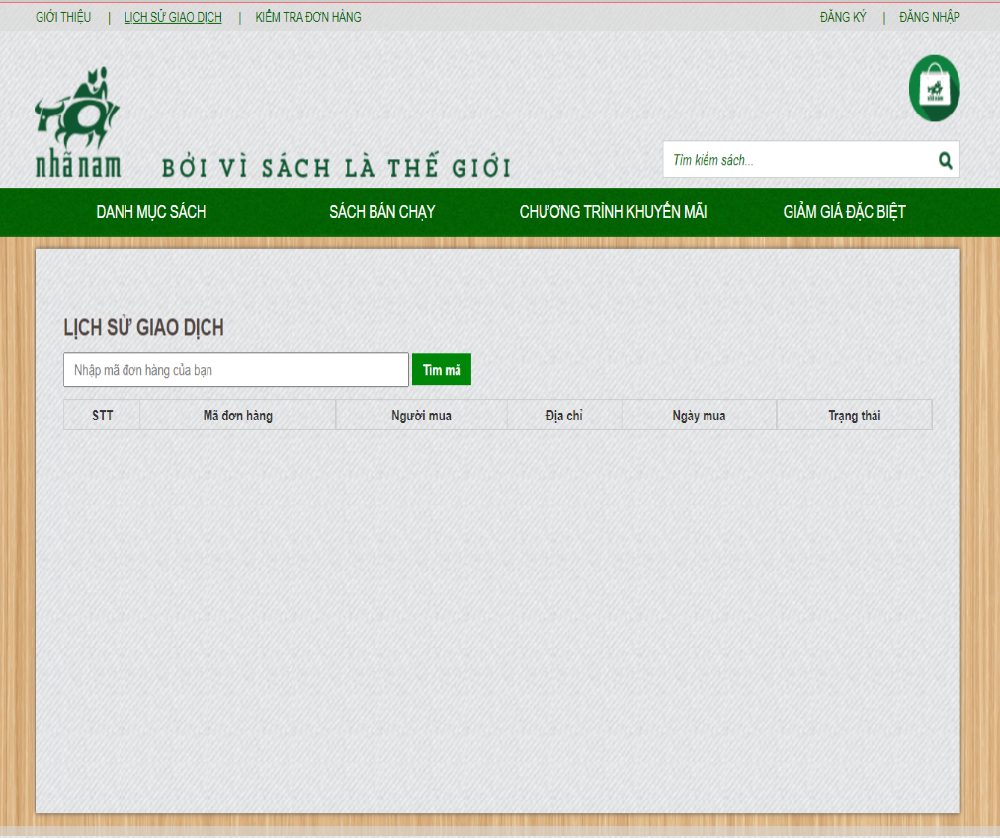 GIỚI THIỆU | LỊCH SỬ GIAO DỊCH | KIỂM TRA ĐƠN HÀNG ĐĂNG KÝ | ĐĂNG NHẬP
nhã nam
nhã nam BỞI VÌ SÁCH LÀ THẾ GIỚI
Tìm kiếm sách...
DANH MỤC SÁCH SÁCH BÁN CHẠY CHƯƠNG TRÌNH KHUYẾN MÃI GIẢM GIÁ ĐẶC BIỆT
LỊCH SỬ GIAO DỊCH
Nhập mã đơn hàng của bạn Tìm mã
STT Mã đơn hàng Người mua Địa chỉ Ngày mua Trạng thái